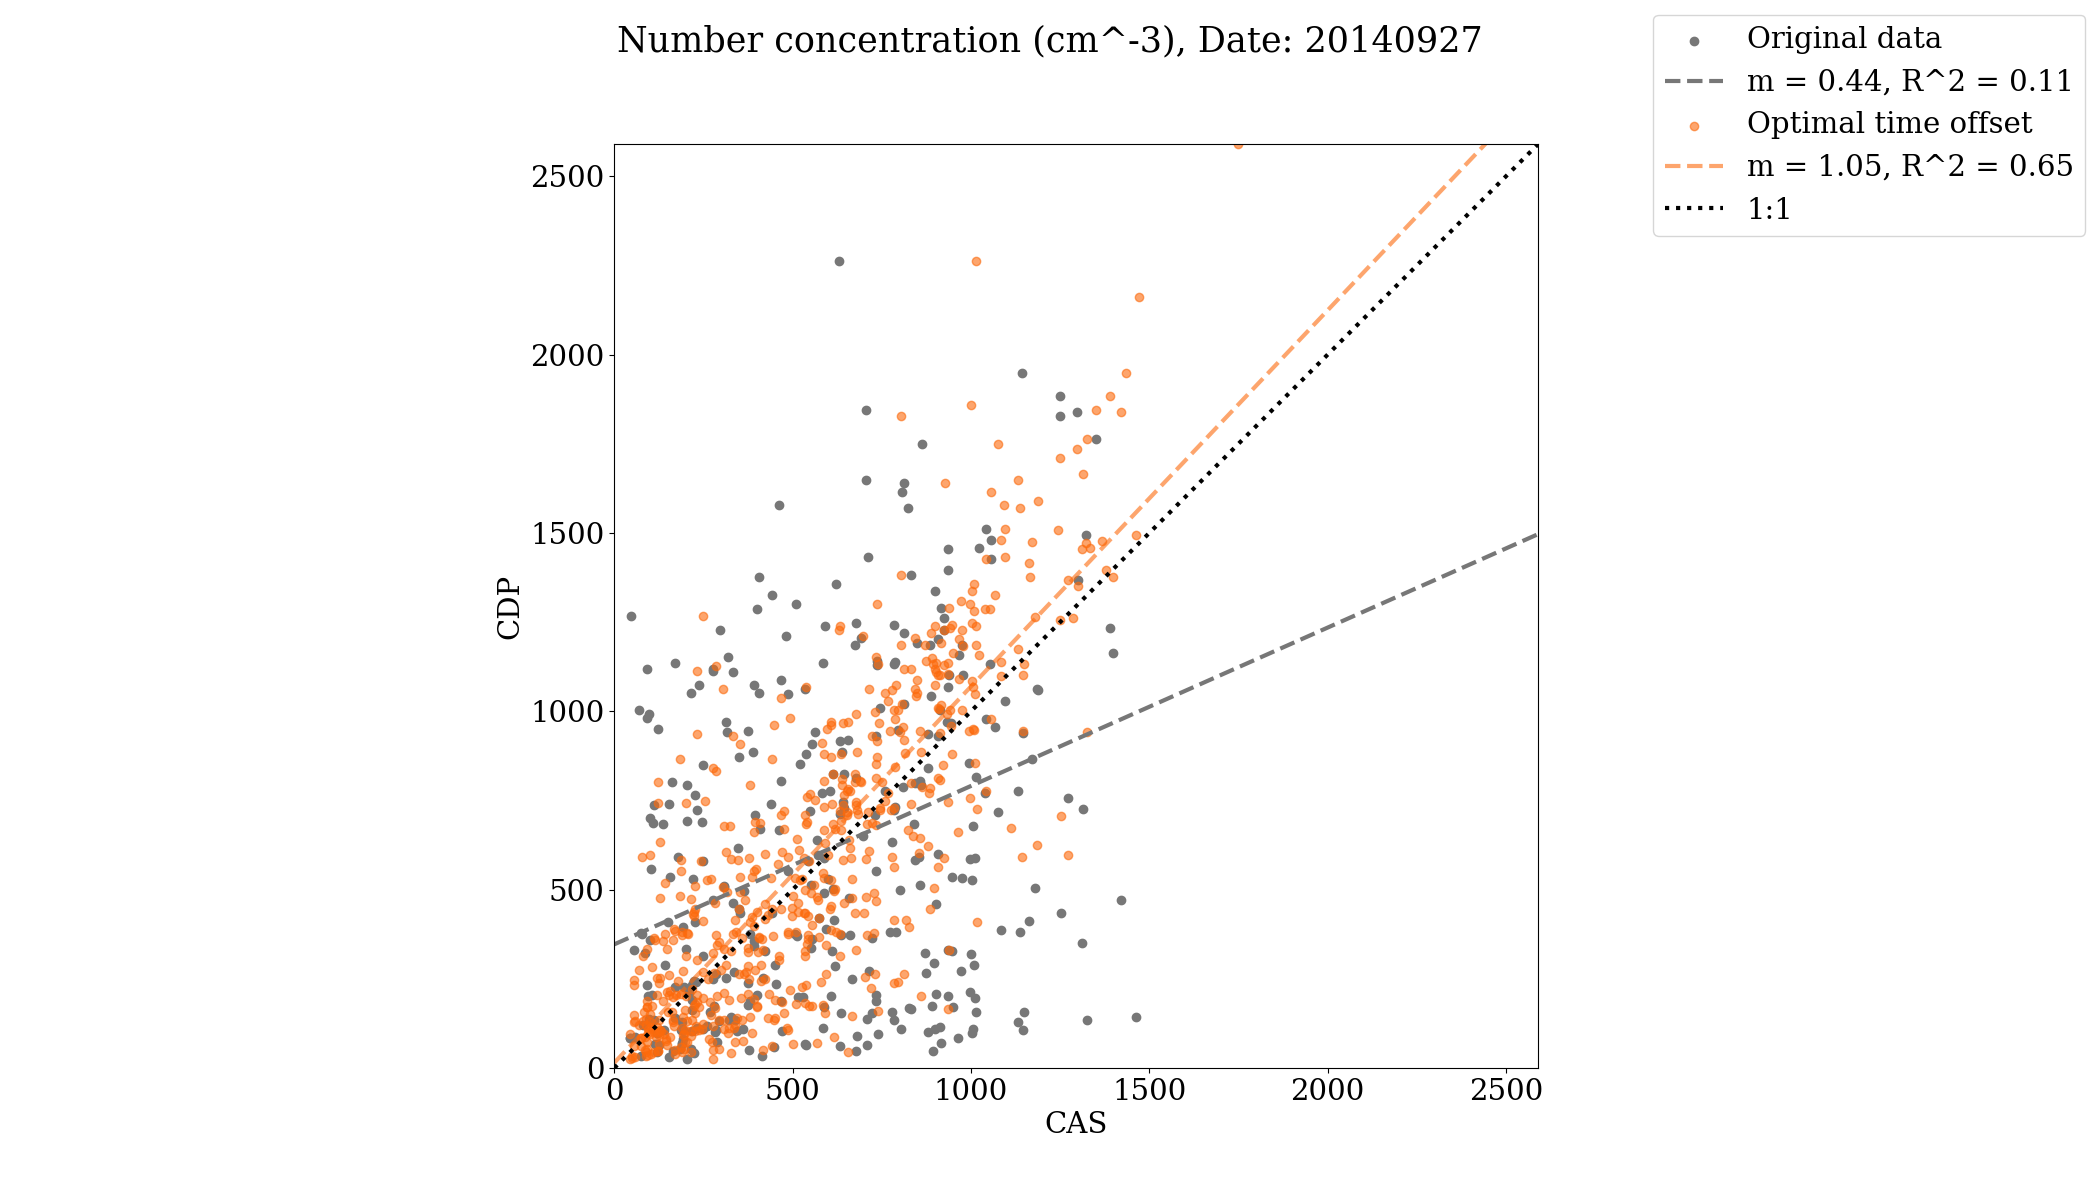 Number concentration (cm^-3), Date: 20140927
Original data
m = 0.44, R^2 = 0.11
Optimal time offset
m = 1.05, R^2 = 0.65
1:1
2500
2000
1500
1000
500
0
CDP
0 500 1000 1500 2000 2500
CAS